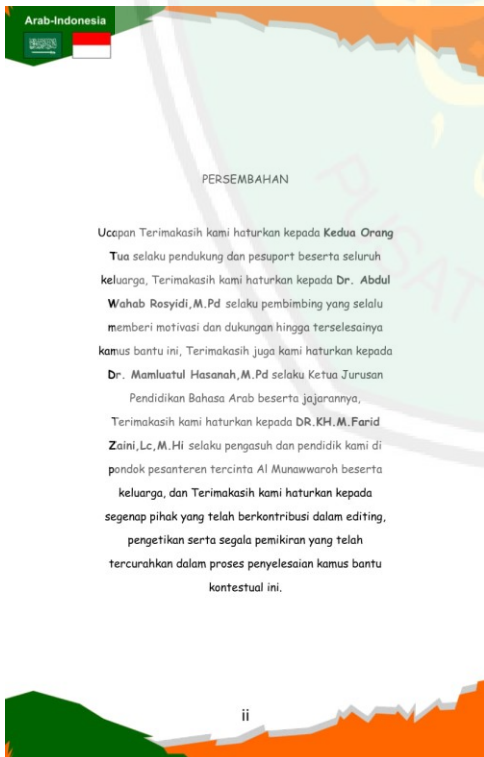 Arab-Indonesia
PUSAT
PERSEMBAHAN
Ucapan Terimakasih kami haturkan kepada Kedua Orang
Tua selaku pendukung dan pesuport beserta seluruh
keluarga, Terimakasih kami haturkan kepada Dr. Abdul
Wahab Rosyidi,M.Pd selaku pembimbing yang selalu
memberi motivasi dan dukungan hingga terselesainya
kamus bantu ini, Terimakasih juga kami haturkan kepada
Dr. Mamluatul Hasanah,M.Pd selaku Ketua Jurusan
Pendidikan Bahasa Arab beserta jajarannya,
Terimakasih kami haturkan kepada DR.KH.M.Farid
Zaini,Lc,M.Hi selaku pengasuh dan pendidik kami di
pondok pesanteren tercinta Al Munawwaroh beserta
keluarga, dan Terimakasih kami haturkan kepada
segenap pihak yang telah berkontribusi dalam editing,
pengetikan serta segala pemikiran yang telah
tercurahkan dalam proses penyelesaian kamus bantu
kontestual ini.
ii